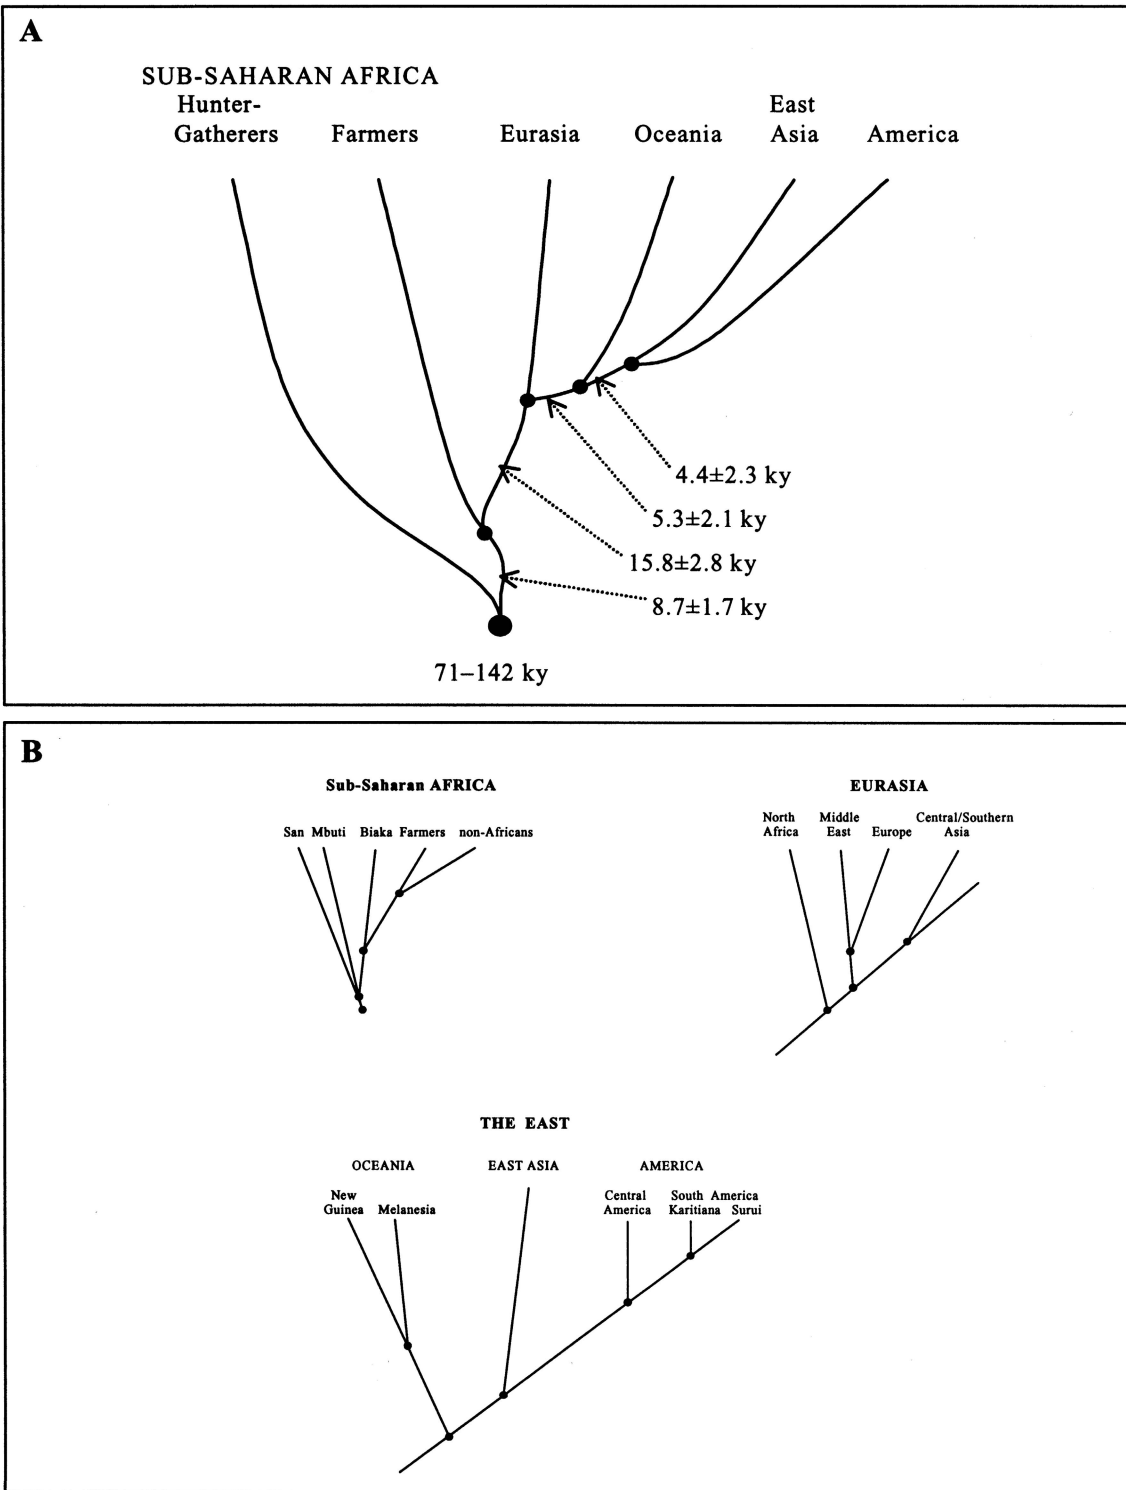 A
SUB-SAHARAN AFRICA
Hunter-
Gatherers
Farmers
Eurasia
Oceania
East
Asia
America
4.4±2.3 ky
5.3±2.1 ky
15.8±2.8 ky
8.7±1.7 ky
71–142 ky
B
Sub-Saharan AFRICA
San Mbuti Biaka Farmers non-Africans
EURASIA
North
Africa
Middle
East
Europe
Central/Southern
Asia
THE EAST
OCEANIA
New
Guinea
Melanesia
EAST ASIA
AMERICA
Central
America
South America
Karitiana Surui